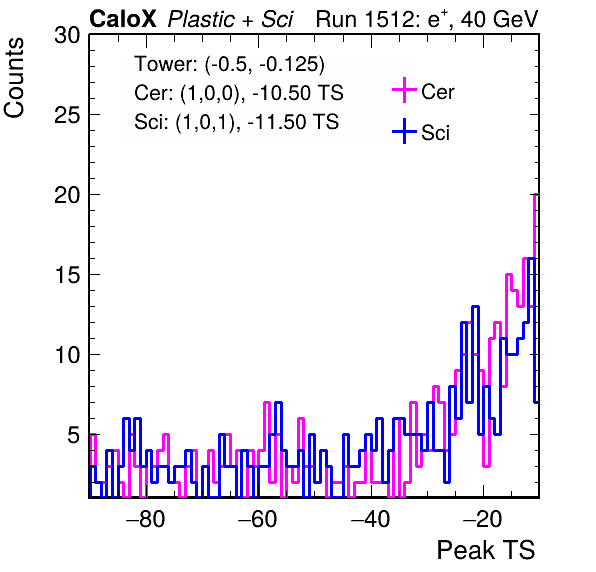 CaloX Plastic + Sci Run 1512: e⁺, 40 GeV
Counts
30
25
20
15
10
5
Tower: (-0.5, -0.125)
Cer: (1,0,0), -10.50 TS
Sci: (1,0,1), -11.50 TS
Cer
Sci
−80 −60 −40 −20
Peak TS